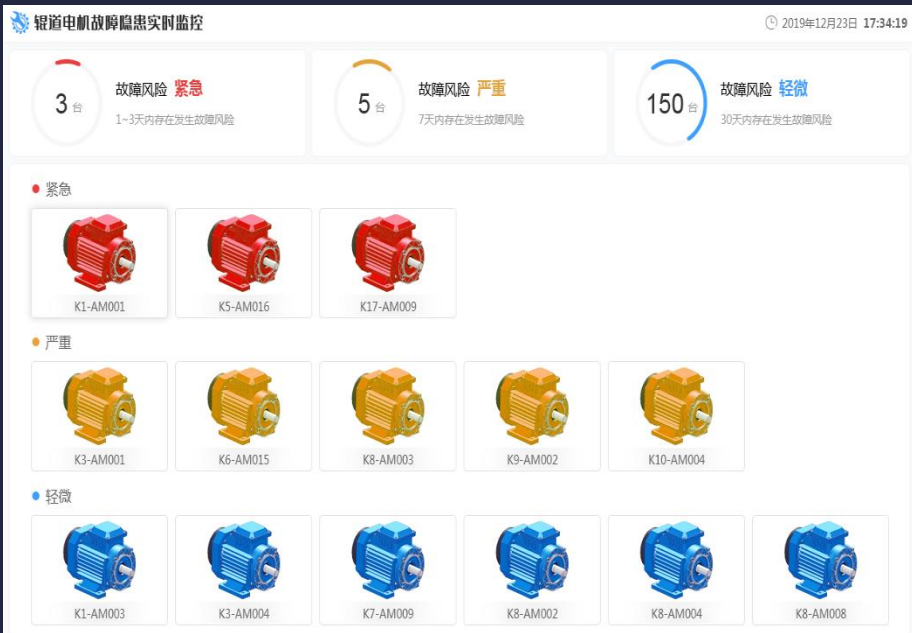 辊道电机故障隐患实时监控
2019年12月23日 17:34:19
3 台
故障风险 紧急
1~3天内存在发生故障风险
5 台
故障风险 严重
7天内存在发生故障风险
150 台
故障风险 轻微
30天内存在发生故障风险
紧急
K1-AM001 K5-AM016 K17-AM009
严重
K3-AM001 K6-AM015 K8-AM003 K9-AM002 K10-AM004
轻微
K1-AM003 K3-AM004 K7-AM009 K8-AM002 K8-AM004 K8-AM008